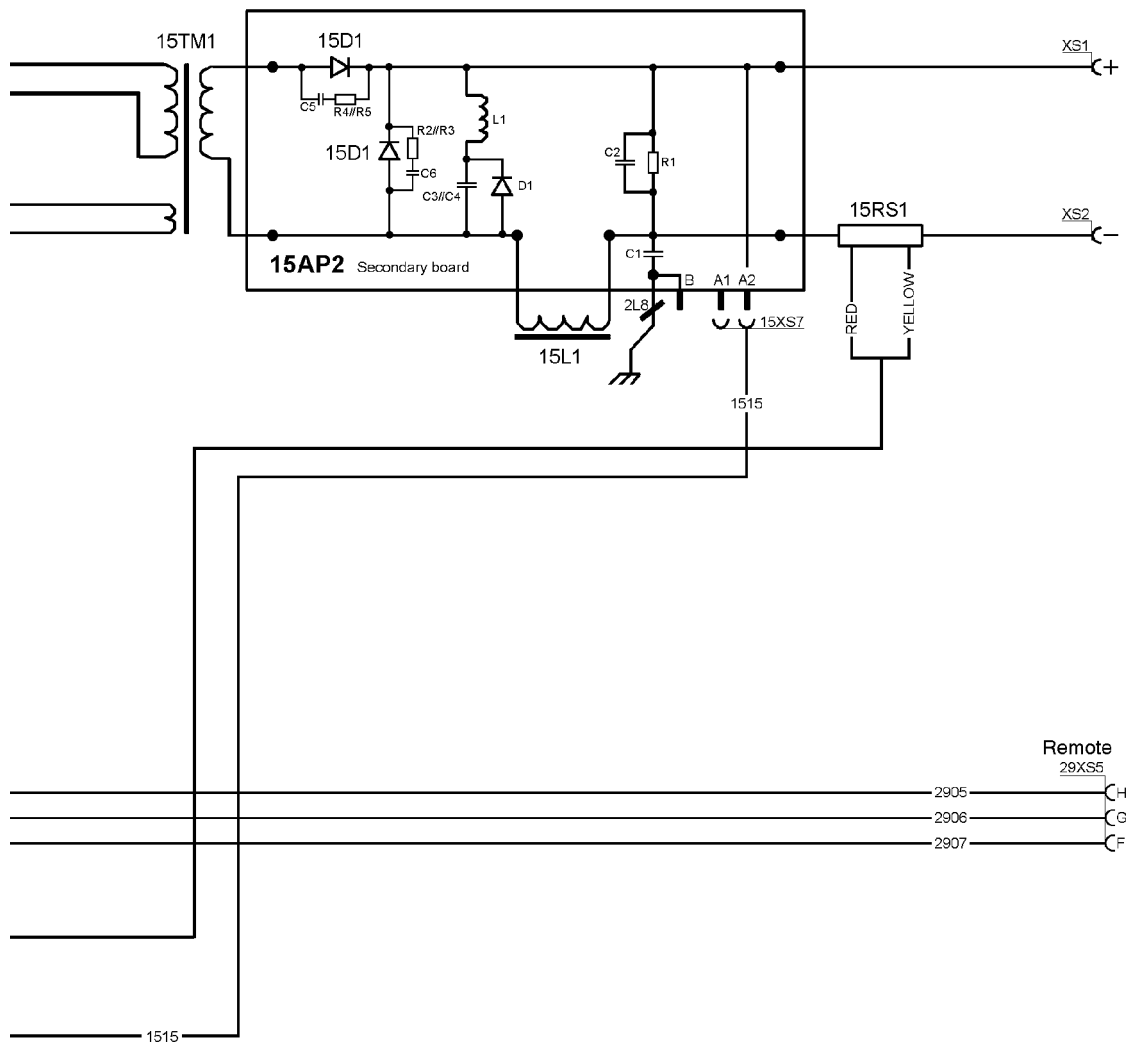 15TM1
15D1
XS1
+
C5
R4//R5
L1
R2//R3
15D1
C6
C3//C4
D1
C2
R1
15RS1
XS2
−
15AP2 Secondary board
C1
B
A1
A2
2L8
15XS7
RED
YELLOW
15L1
1515
Remote
29XS5
2905
H
2906
G
2907
F
1515